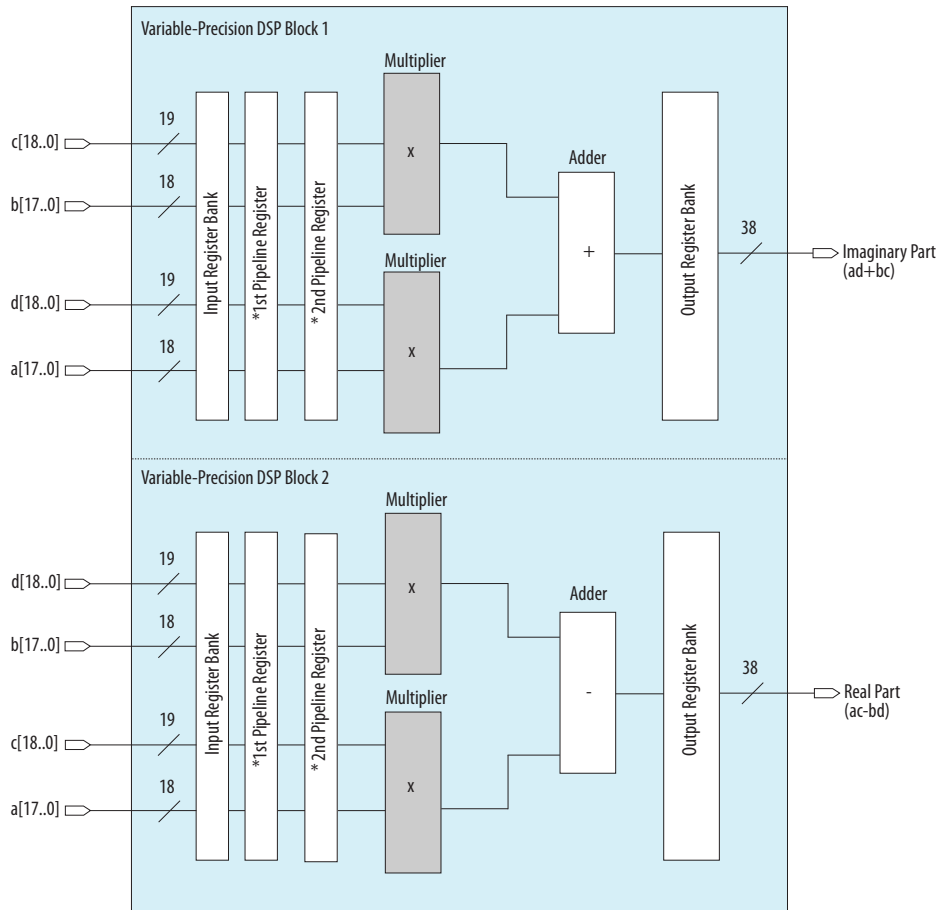 Variable-Precision DSP Block 1
Multiplier
c[18..0]
19
x
b[17..0]
18
Adder
+
Multiplier
d[18..0]
19
x
a[17..0]
18
Input Register Bank
*1st Pipeline Register
* 2nd Pipeline Register
Output Register Bank
38
Imaginary Part
(ad+bc)
Variable-Precision DSP Block 2
Multiplier
d[18..0]
19
x
b[17..0]
18
Adder
-
Multiplier
c[18..0]
19
x
a[17..0]
18
Input Register Bank
*1st Pipeline Register
* 2nd Pipeline Register
Output Register Bank
38
Real Part
(ac-bd)